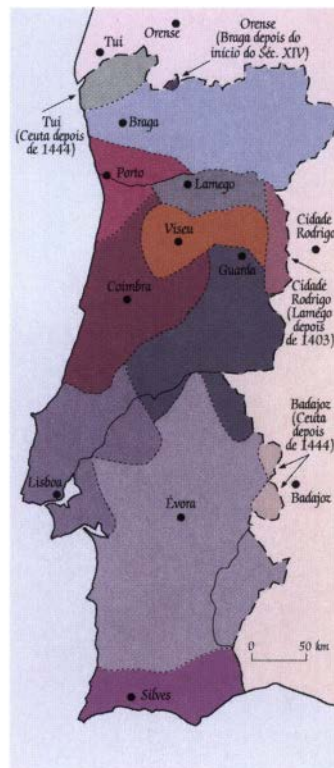 Orense
Orense
(Braga depois do
início do Séc. XIV)
Tui
Tui
(Ceuta depois
de 1444)
Braga
Porto
Lamego
Viseu
Guarda
Cidade
Rodrigo
Cidade
Rodrigo
(Lamego
depois
de 1403)
Coimbra
Badajoz
(Ceuta
depois
de 1444)
Badajoz
Lisboa
Évora
0 50 km
Silves